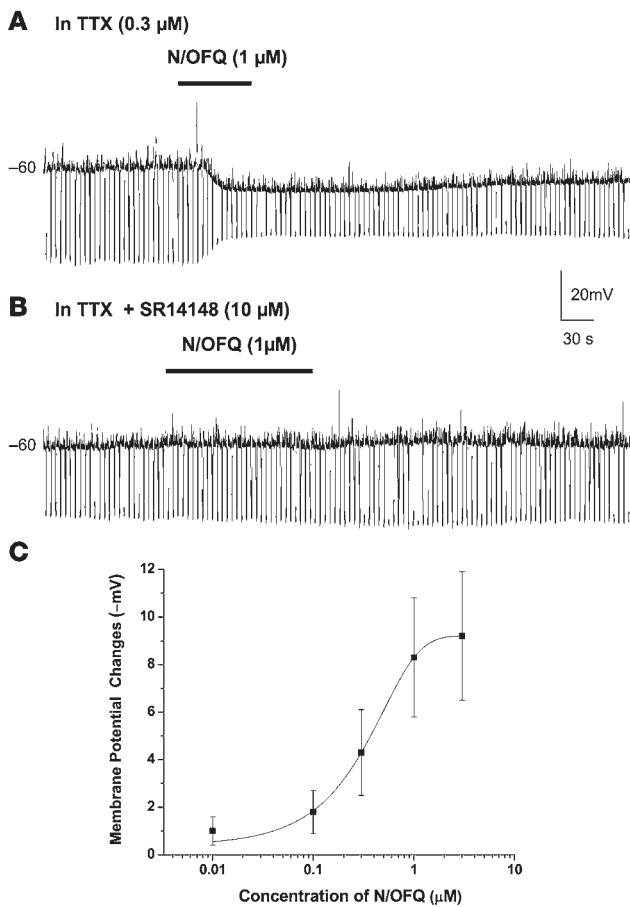 A In TTX (0.3 µM)
N/OFQ (1 µM)
–60
B In TTX + SR14148 (10 µM)
20mV
30 s
N/OFQ (1µM)
–60
C
12
10
8
6
4
2
0
Membrane Potential Changes (–mV)
0.01 0.1 1 10
Concentration of N/OFQ (µM)